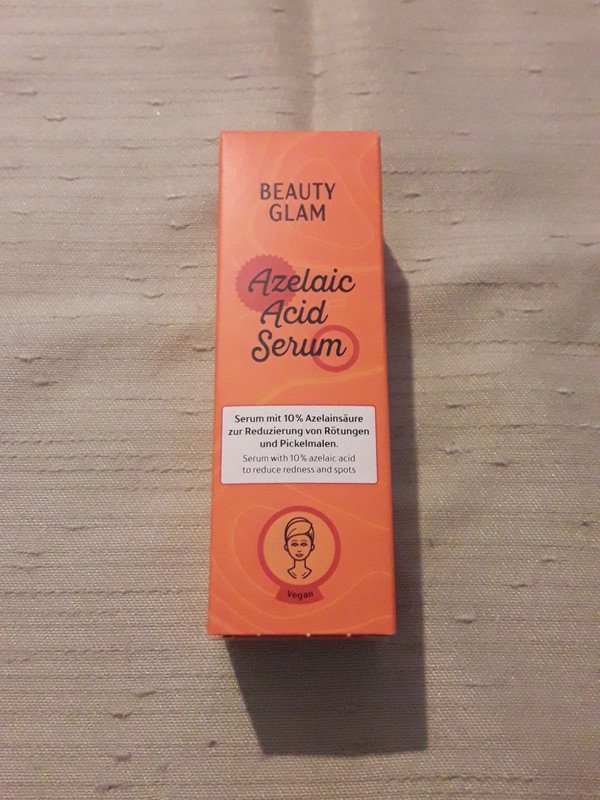 BEAUTY
GLAM
Azelaic
Acid
Serum
Serum mit 10% Azelainsäure
zur Reduzierung von Rötungen
und Pickelmalen.
Serum with 10% azelaic acid
to reduce redness and spots
Vegan